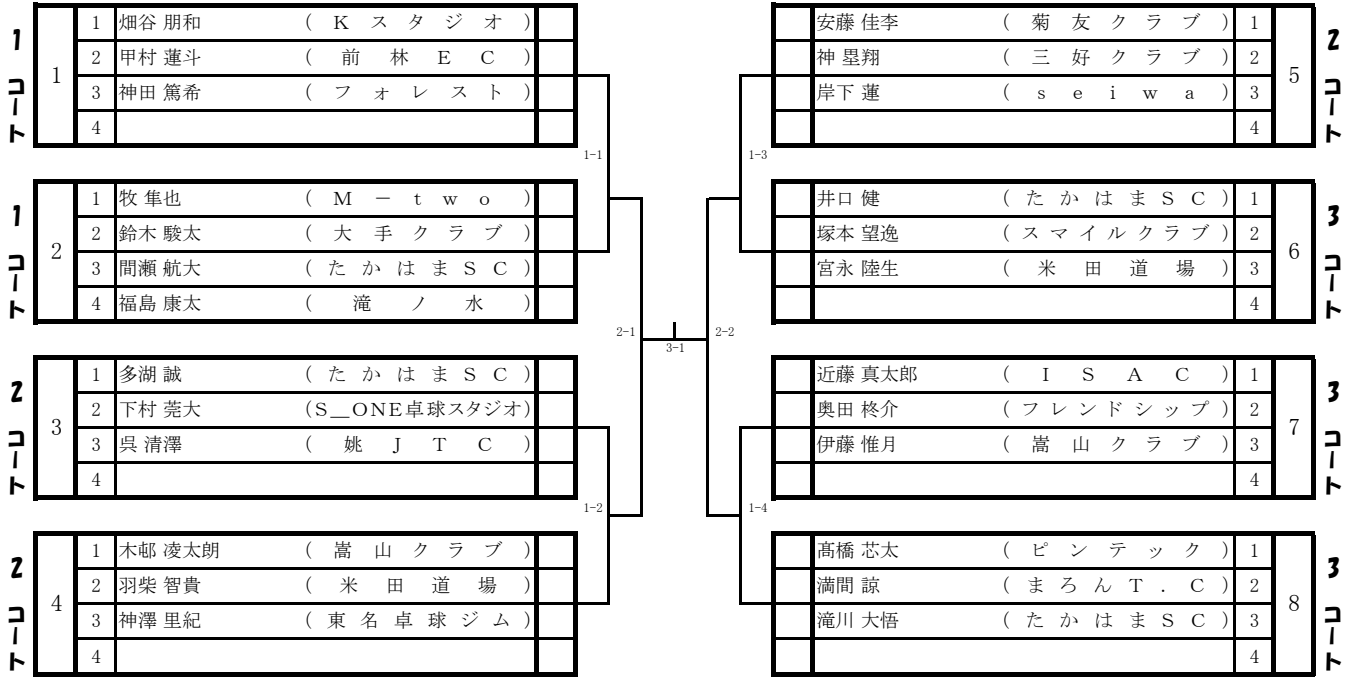 1コート
1
1 畑谷 朋和 (Kスタジオ)
2 甲村 蓮斗 (前林EC)
3 神田 篤希 (フォレスト)
4
1-1
1コート
2
1 牧 隼也 (M－two)
2 鈴木 駿太 (大手クラブ)
3 間瀬 航大 (たかはまSC)
4 福島 康太 (滝ノ水)
2-1
2コート
3
1 多湖 誠 (たかはまSC)
2 下村 莞大 (S＿ONE卓球スタジオ)
3 呉 清澤 (姚JTC)
4
1-2
2コート
4
1 木邨 凌太朗 (嵩山クラブ)
2 羽柴 智貴 (米田道場)
3 神澤 里紀 (東名卓球ジム)
4
3-1
安藤 佳李 (菊友クラブ) 1
神 塁翔 (三好クラブ) 2
岸下 蓮 (seiwa) 3
4
5
2コート
1-3
井口 健 (たかはまSC) 1
塚本 望逸 (スマイルクラブ) 2
宮永 陸生 (米田道場) 3
4
6
3コート
2-2
近藤 真太郎 (ISAC) 1
奥田 柊介 (フレンドシップ) 2
伊藤 惟月 (嵩山クラブ) 3
4
7
3コート
1-4
髙橋 芯太 (ピンテック) 1
満間 諒 (まろんT.C) 2
滝川 大悟 (たかはまSC) 3
4
8
3コート